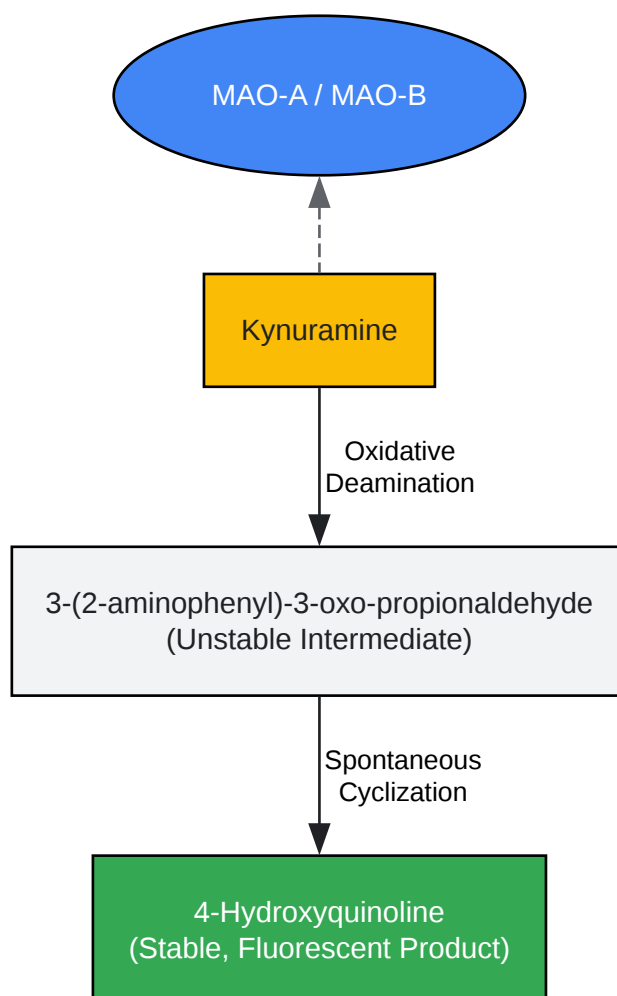 MAO-A / MAO-B
Kynuramine
Oxidative
Deamination
3-(2-aminophenyl)-3-oxo-propionaldehyde
(Unstable Intermediate)
Spontaneous
Cyclization
4-Hydroxyquinoline
(Stable, Fluorescent Product)